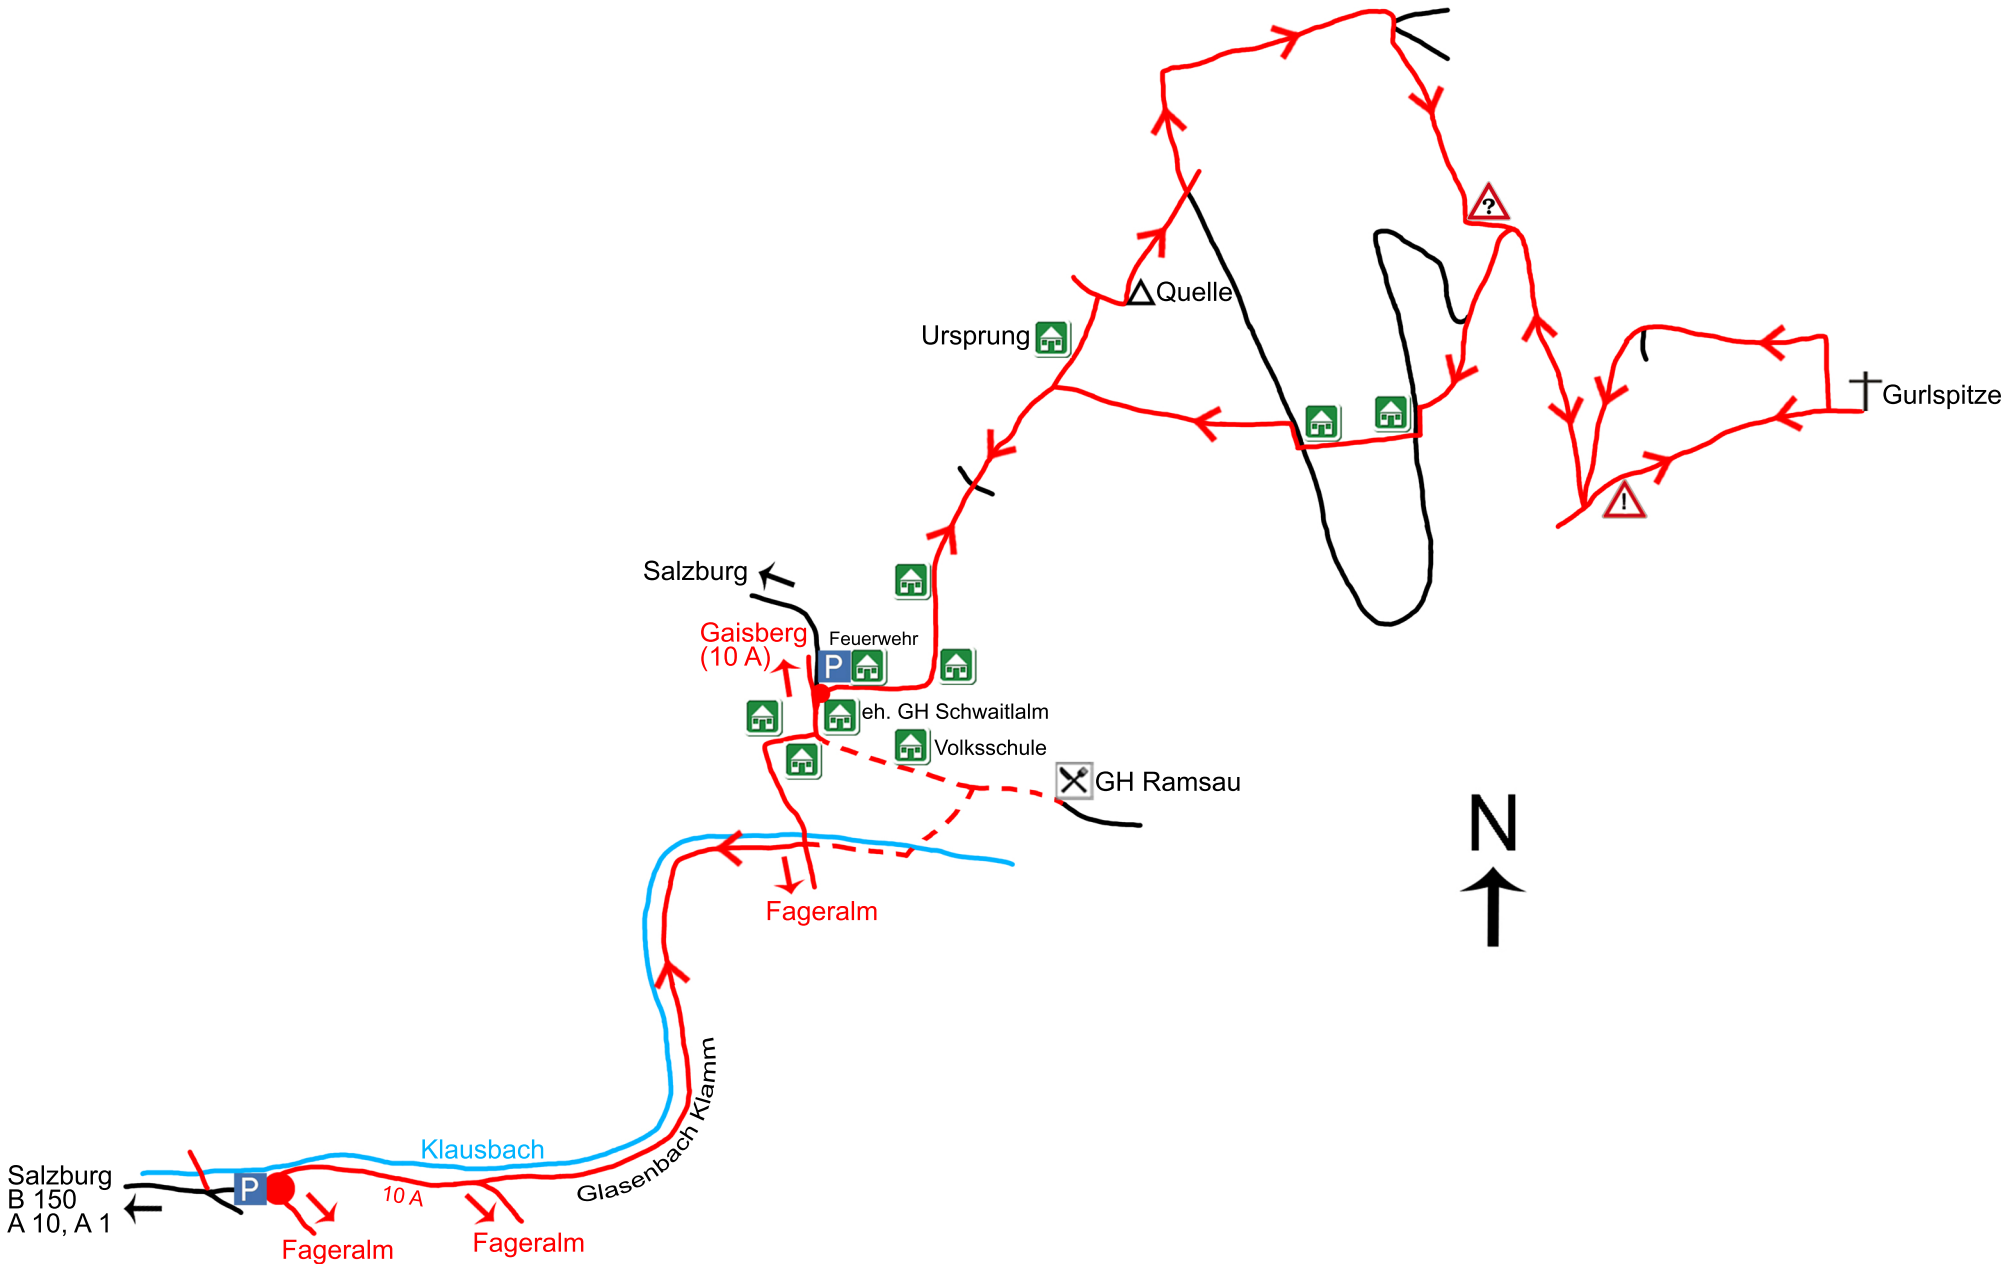 Quelle
Ursprung
?
Gurlspitze
!
Salzburg
Gaisberg
(10 A)
Feuerwehr
P
eh. GH Schwaitlalm
Volksschule
GH Ramsau
N
Fageralm
Glasenbach Klamm
Klausbach
10 A
Salzburg
B 150
A 10, A 1
P
Fageralm
Fageralm